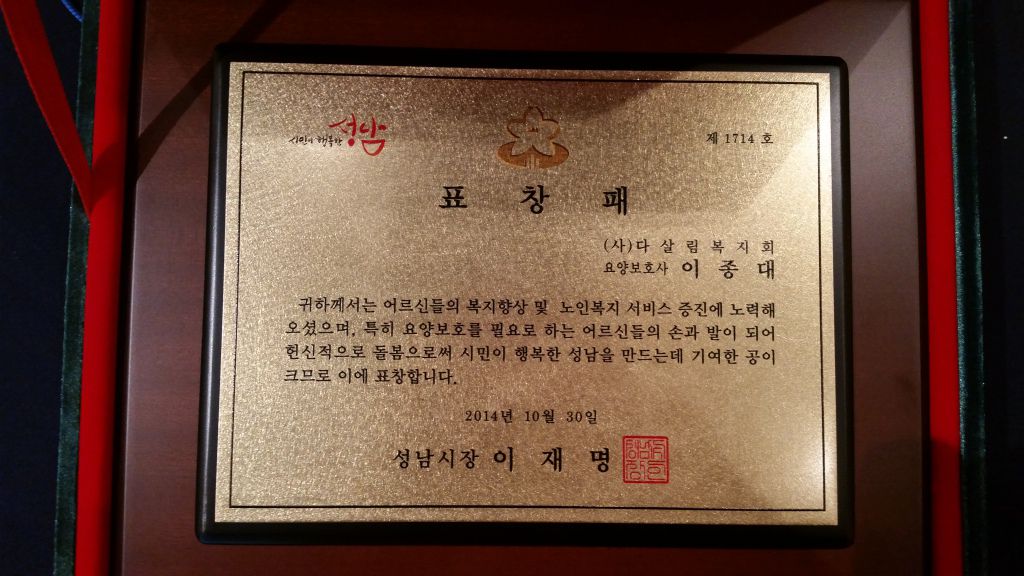 시민이 행복한 성남
제 1714 호
표 창 패
(사)다 살 림 복 지 회
요양보호사 이 종 대
귀하께서는 어르신들의 복지향상 및 노인복지 서비스 증진에 노력해
오셨으며, 특히 요양보호를 필요로 하는 어르신들의 손과 발이 되어
헌신적으로 돌봄으로써 시민이 행복한 성남을 만드는데 기여한 공이
크므로 이에 표창합니다.
2014년 10월 30일
성남시장 이 재 명